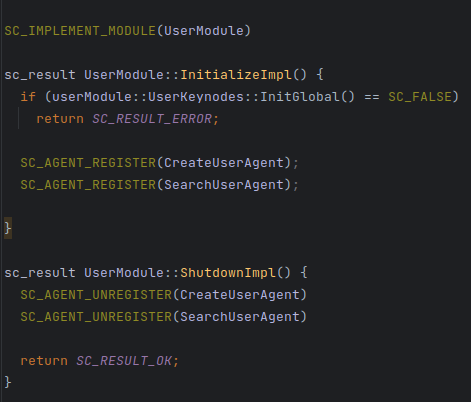 SC_IMPLEMENT_MODULE(UserModule)
sc_result UserModule::InitializeImpl() {
if (userModule::UserKeynodes::InitGlobal() == SC_FALSE)
return SC_RESULT_ERROR;
SC_AGENT_REGISTER(CreateUserAgent);
SC_AGENT_REGISTER(SearchUserAgent);
}
sc_result UserModule::ShutdownImpl() {
SC_AGENT_UNREGISTER(CreateUserAgent)
SC_AGENT_UNREGISTER(SearchUserAgent)
return SC_RESULT_OK;
}